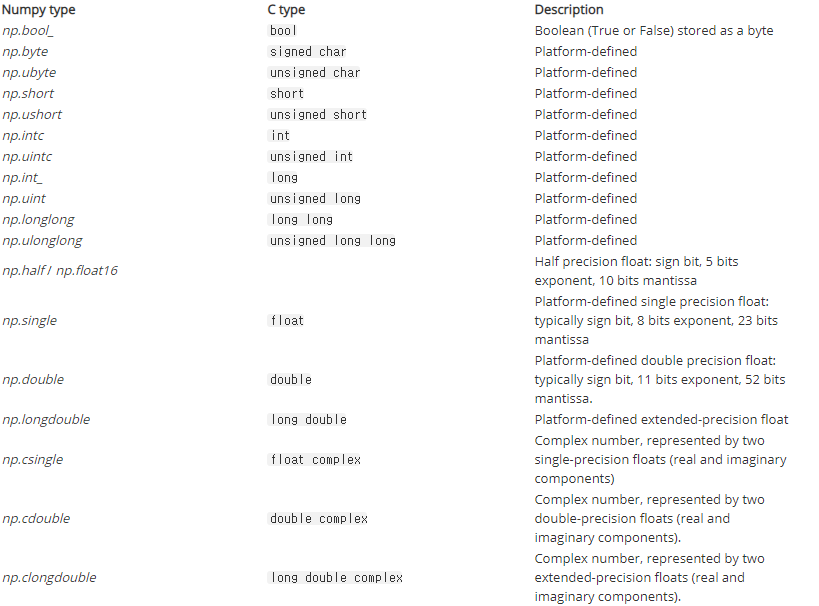 Numpy type C type Description
np.bool_ bool Boolean (True or False) stored as a byte
np.byte signed char Platform-defined
np.ubyte unsigned char Platform-defined
np.short short Platform-defined
np.ushort unsigned short Platform-defined
np.intc int Platform-defined
np.uintc unsigned int Platform-defined
np.int_ long Platform-defined
np.uint unsigned long Platform-defined
np.longlong long long Platform-defined
np.ulonglong unsigned long long Platform-defined
np.half / np.float16
Half precision float: sign bit, 5 bits
exponent, 10 bits mantissa
np.single float
Platform-defined single precision float:
typically sign bit, 8 bits exponent, 23 bits
mantissa
np.double double
Platform-defined double precision float:
typically sign bit, 11 bits exponent, 52 bits
mantissa.
np.longdouble long double Platform-defined extended-precision float
np.csingle float complex
Complex number, represented by two
single-precision floats (real and imaginary
components)
np.cdouble double complex
Complex number, represented by two
double-precision floats (real and
imaginary components).
np.clongdouble long double complex
Complex number, represented by two
extended-precision floats (real and
imaginary components).